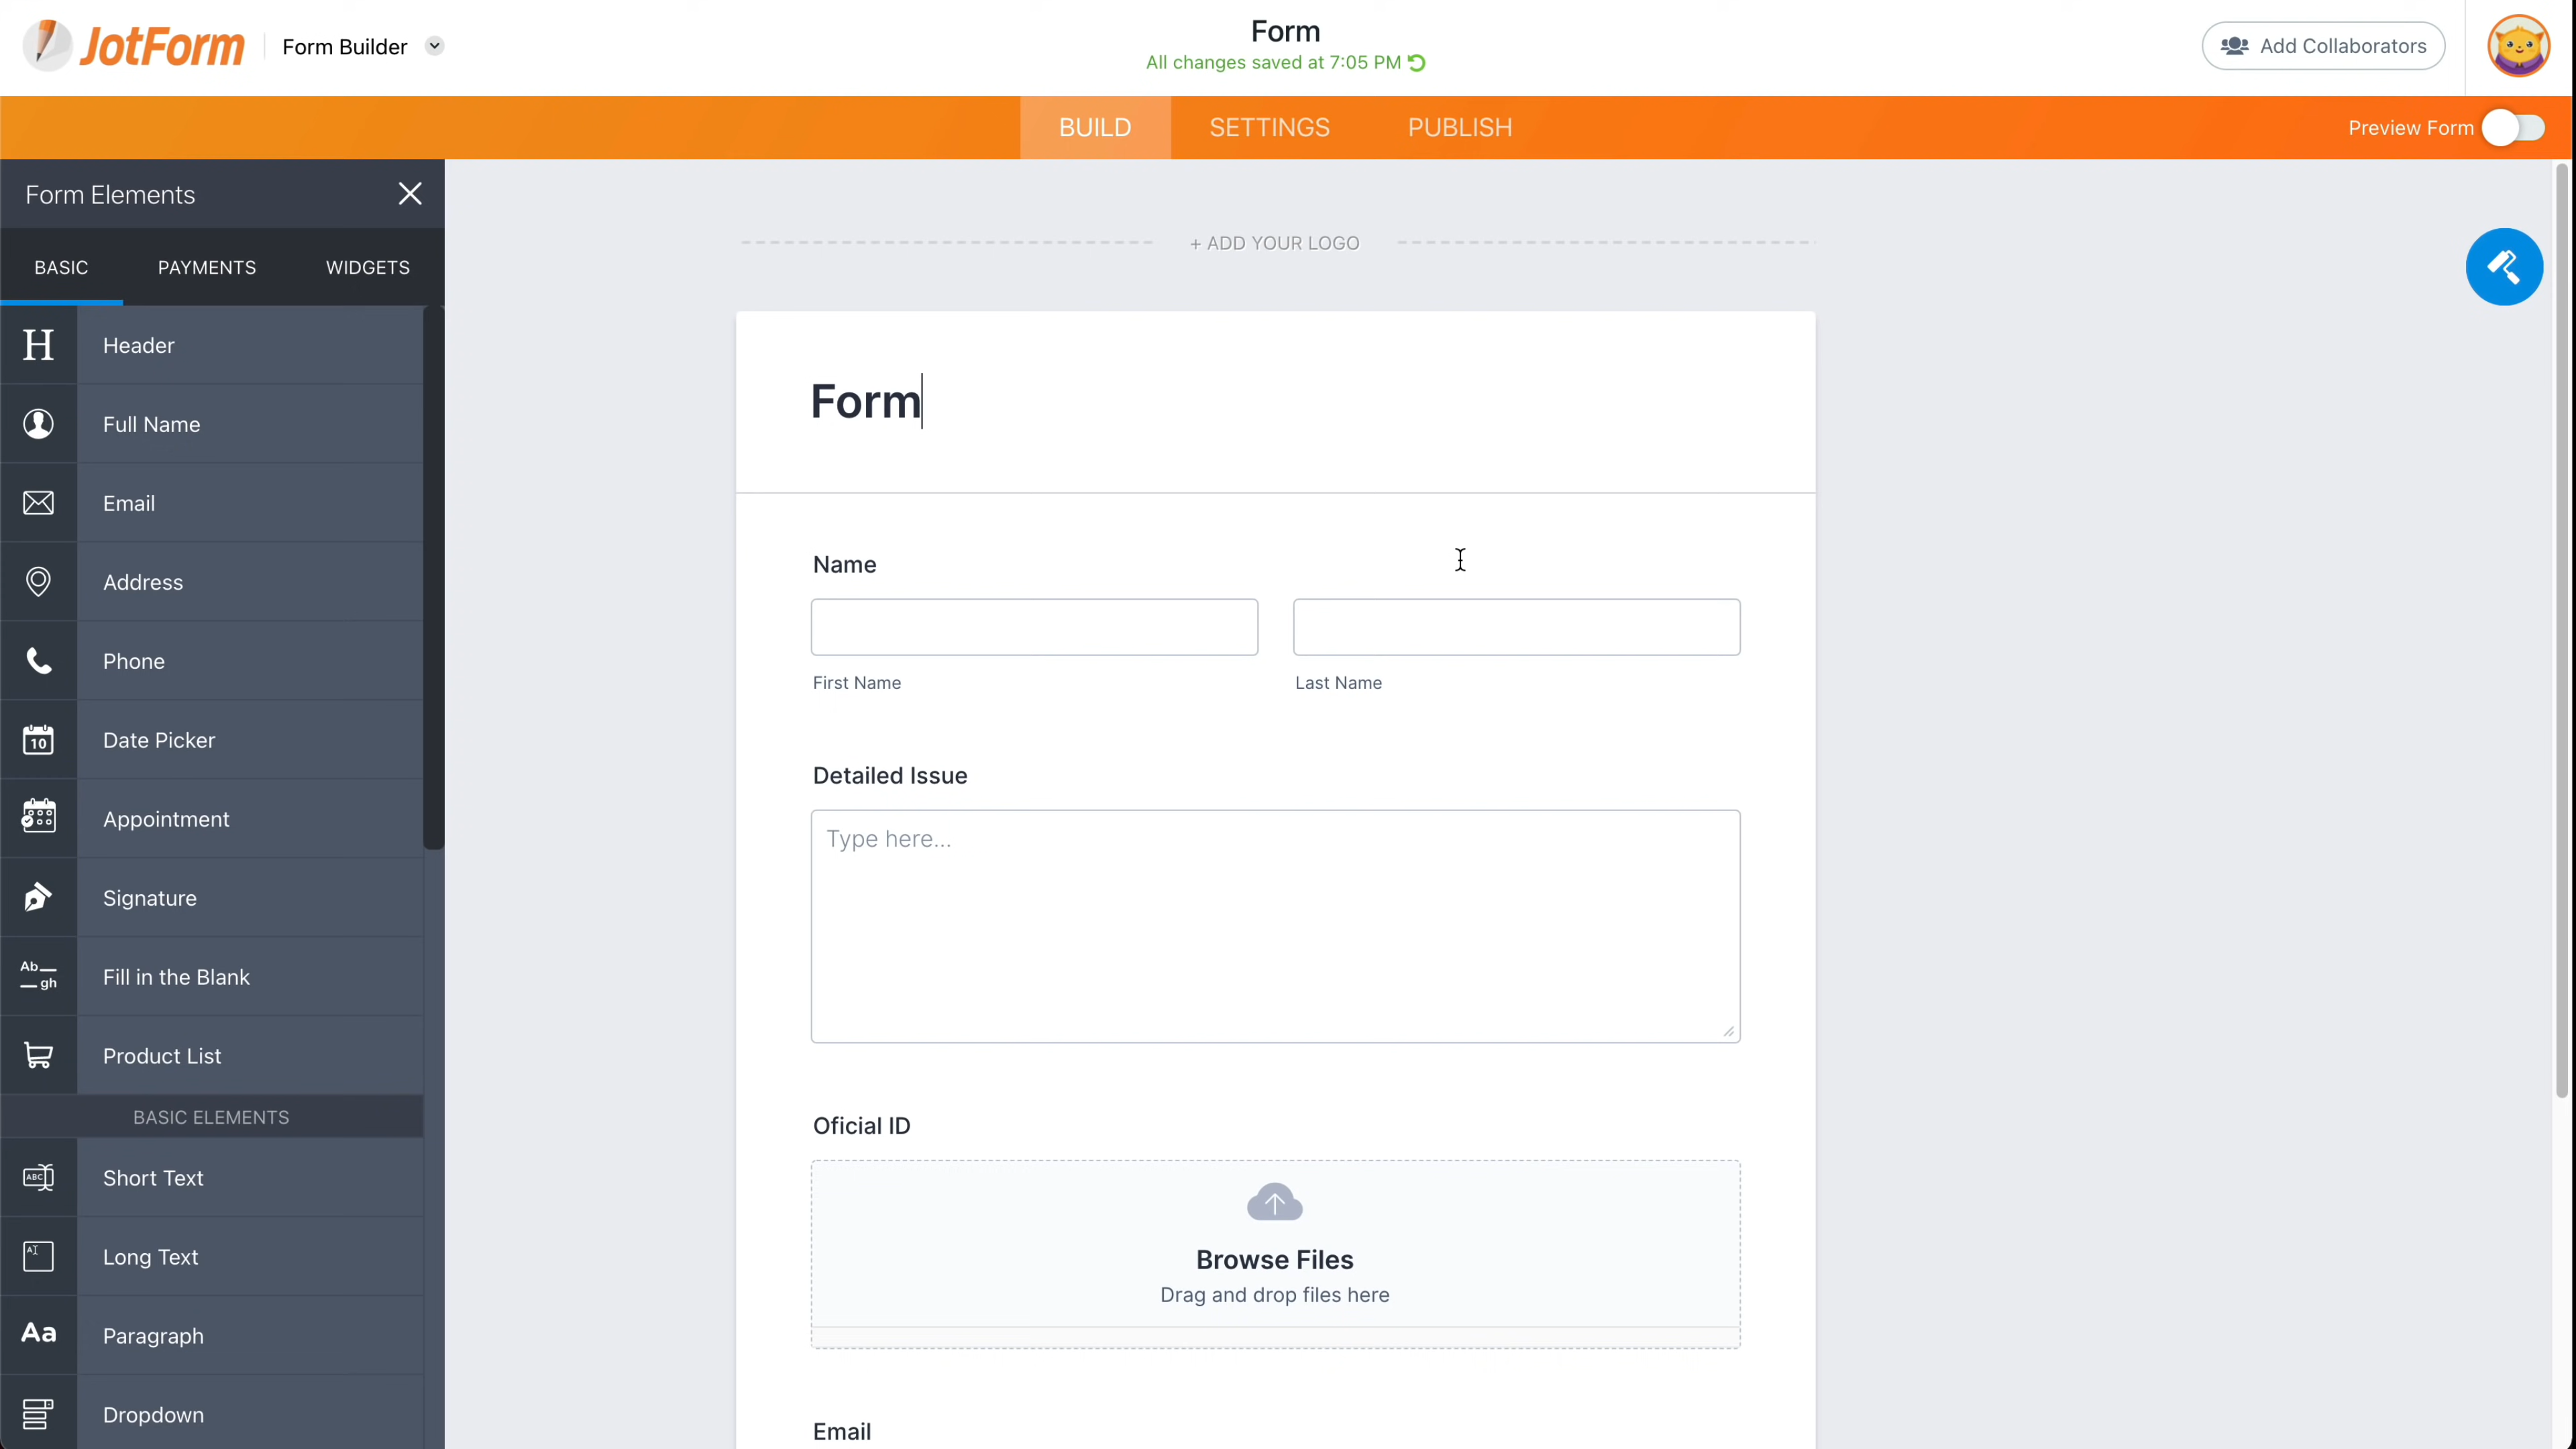 JotForm
Form Builder
Form
All changes saved at 7:05 PM
Add Collaborators
BUILD
SETTINGS
PUBLISH
Preview Form
Form Elements
BASIC
PAYMENTS
WIDGETS
Header
Full Name
Email
Address
Phone
10
Date Picker
Appointment
Signature
Ab
gh
Fill in the Blank
Product List
BASIC ELEMENTS
ABC
Short Text
AI
Long Text
Aa
Paragraph
Dropdown
+ ADD YOUR LOGO
Form
Name
First Name
Last Name
Detailed Issue
Type here...
Oficial ID
Browse Files
Drag and drop files here
Email